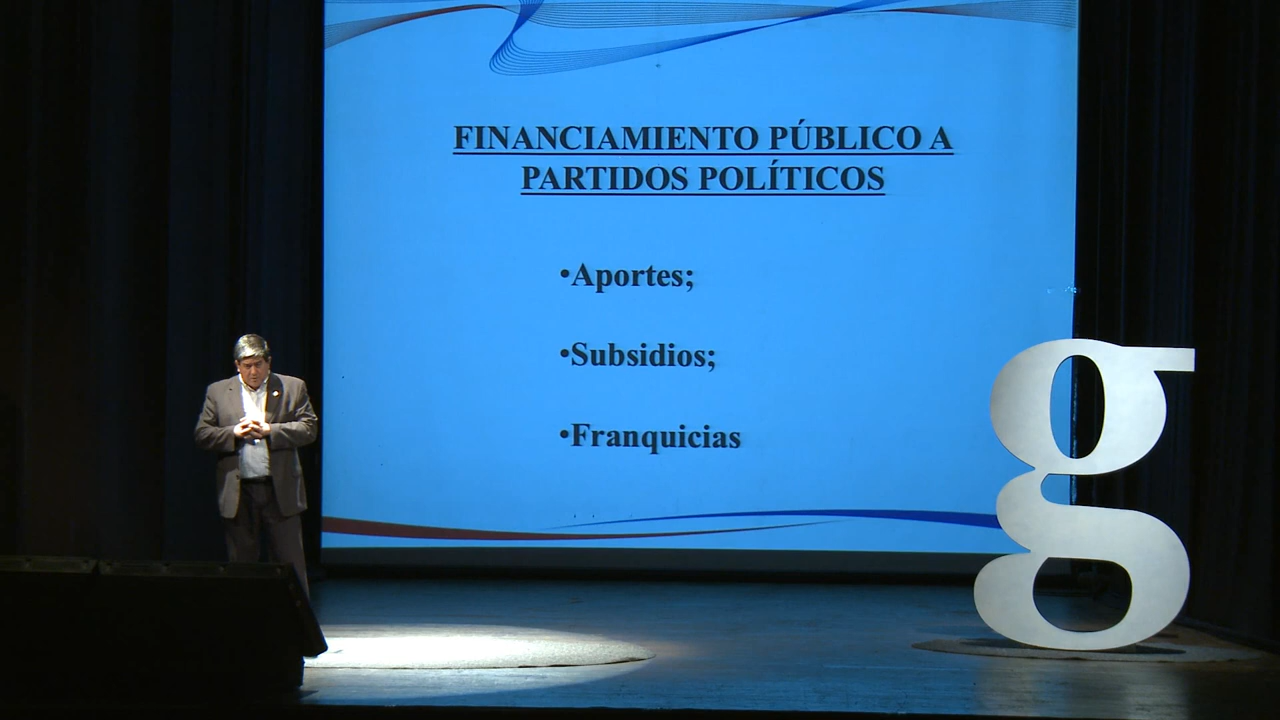 FINANCIAMIENTO PÚBLICO A
PARTIDOS POLÍTICOS
•Aportes;
•Subsidios;
•Franquicias
g